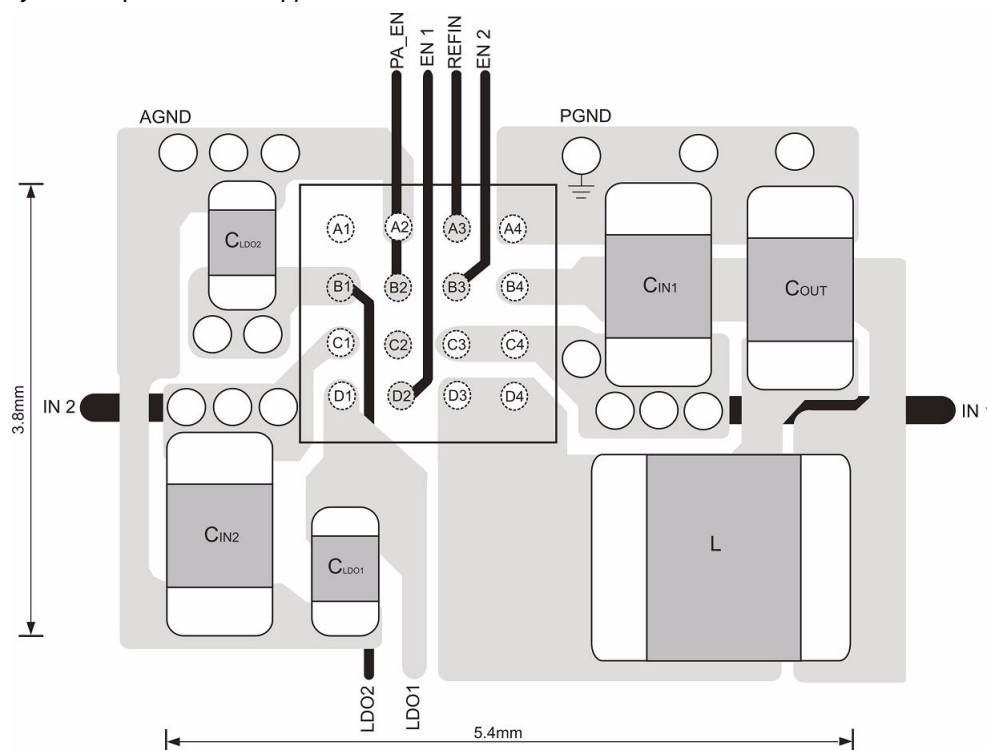 PA_EN
EN 1
REFIN
EN 2
AGND
PGND
A1 A2 A3 A4
CLDO2
B1 B2 B3 B4
CIN1
COUT
C1 C2 C3 C4
D1 D2 D3 D4
IN 2
IN
3.8mm
CIN2
CLDO1
L
LDO2
LDO1
5.4mm